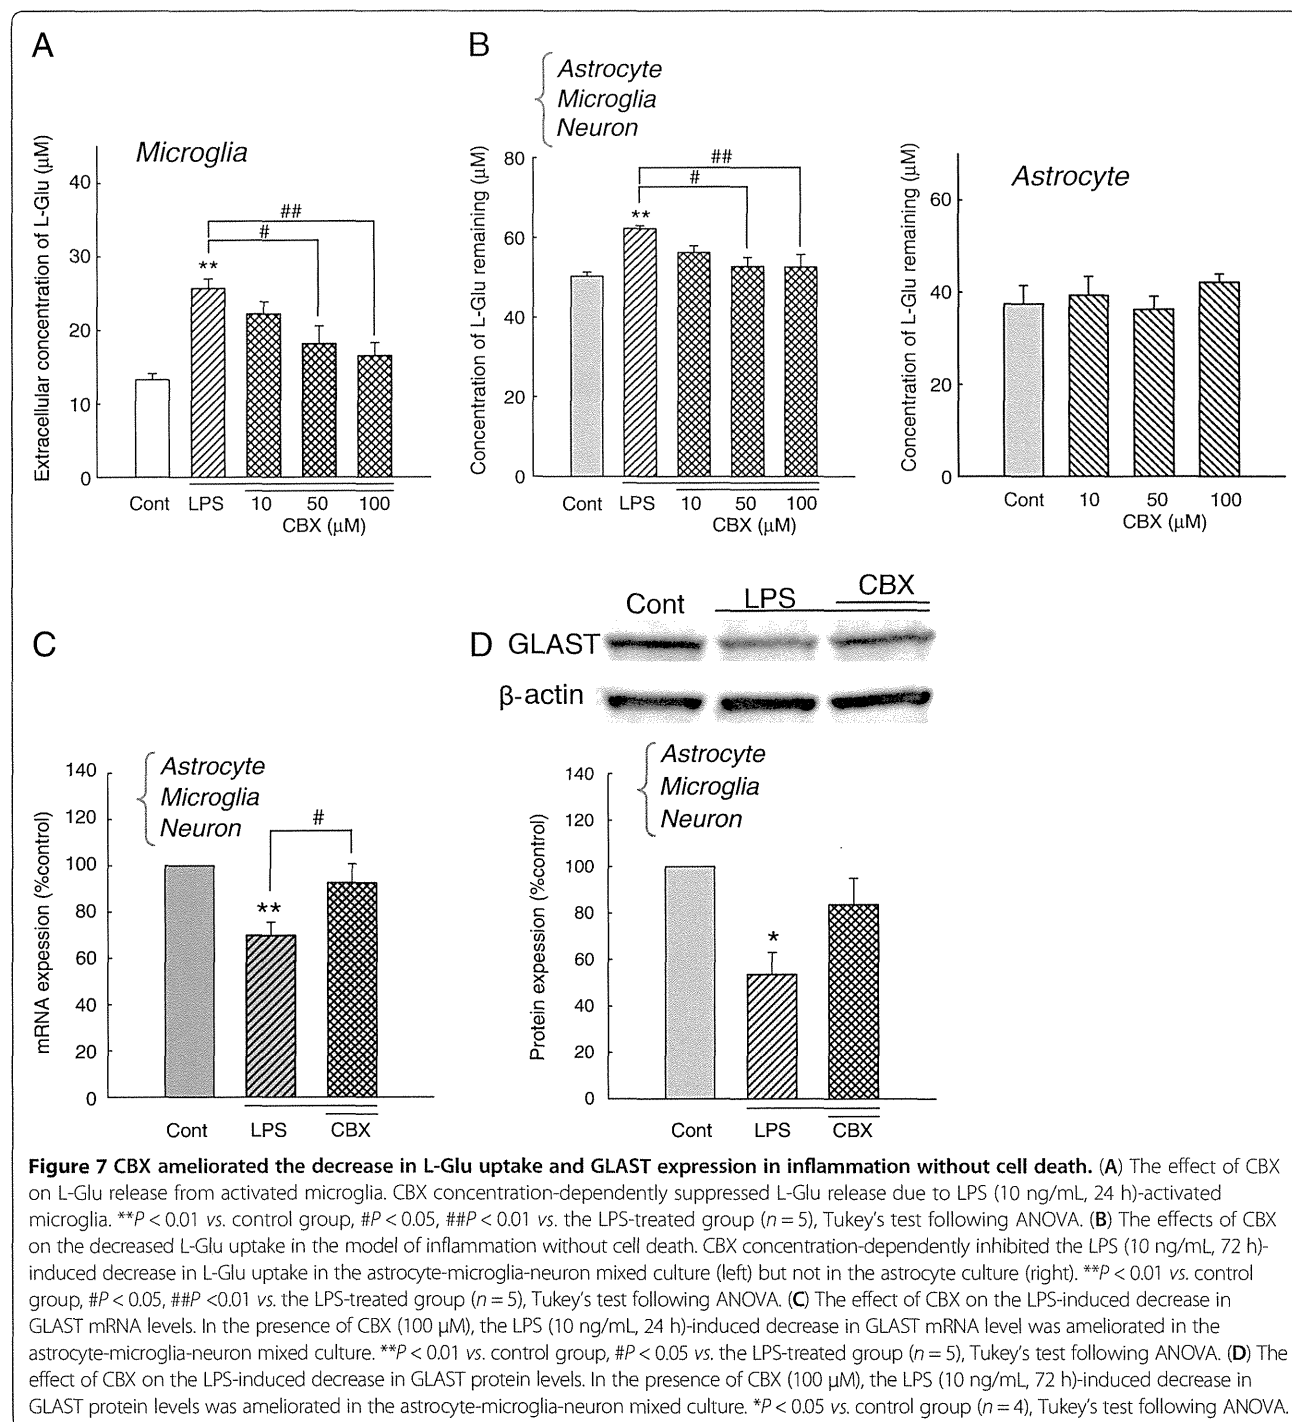 A
Microglia
Extracellular concentration of L-Glu (μM)
40
30
20
10
0
##
#
**
Cont LPS 10 50 100
CBX (μM)
B
Astrocyte
Microglia
Neuron
Concentration of L-Glu remaining (μM)
80
60
40
20
0
##
#
**
Cont LPS 10 50 100
CBX (μM)
Astrocyte
Concentration of L-Glu remaining (μM)
60
40
20
0
Cont 10 50 100
CBX (μM)
C
Astrocyte
Microglia
Neuron
mRNA expession (%control)
140
120
100
80
60
40
20
0
#
**
Cont LPS CBX
D
Cont LPS CBX
GLAST
β-actin
Astrocyte
Microglia
Neuron
Protein expession (%control)
140
120
100
80
60
40
20
0
*
Cont LPS CBX
Figure 7 CBX ameliorated the decrease in L-Glu uptake and GLAST expression in inflammation without cell death. (A) The effect of CBX
on L-Glu release from activated microglia. CBX concentration-dependently suppressed L-Glu release due to LPS (10 ng/mL, 24 h)-activated
microglia. **P < 0.01 vs. control group, #P < 0.05, ##P < 0.01 vs. the LPS-treated group (n = 5), Tukey's test following ANOVA. (B) The effects of CBX
on the decreased L-Glu uptake in the model of inflammation without cell death. CBX concentration-dependently inhibited the LPS (10 ng/mL, 72 h)-
induced decrease in L-Glu uptake in the astrocyte-microglia-neuron mixed culture (left) but not in the astrocyte culture (right). **P < 0.01 vs. control
group, #P < 0.05, ##P <0.01 vs. the LPS-treated group (n = 5), Tukey's test following ANOVA. (C) The effect of CBX on the LPS-induced decrease in
GLAST mRNA levels. In the presence of CBX (100 μM), the LPS (10 ng/mL, 24 h)-induced decrease in GLAST mRNA level was ameliorated in the
astrocyte-microglia-neuron mixed culture. **P < 0.01 vs. control group, #P < 0.05 vs. the LPS-treated group (n = 5), Tukey's test following ANOVA. (D) The
effect of CBX on the LPS-induced decrease in GLAST protein levels. In the presence of CBX (100 μM), the LPS (10 ng/mL, 72 h)-induced decrease in
GLAST protein levels was ameliorated in the astrocyte-microglia-neuron mixed culture. *P < 0.05 vs. control group (n = 4), Tukey's test following ANOVA.